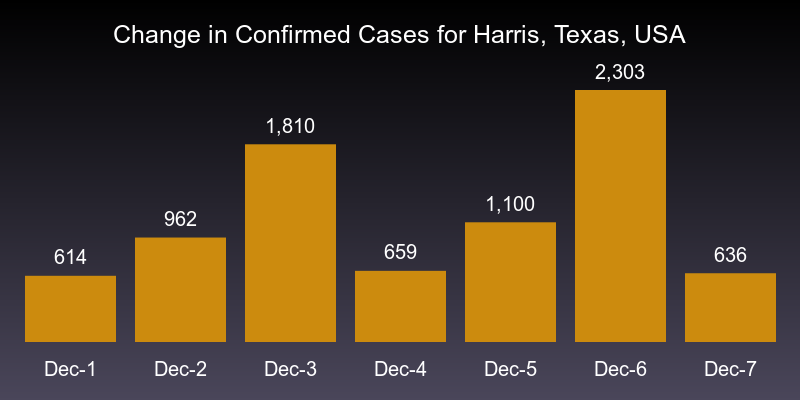 Change in Confirmed Cases for Harris, Texas, USA
614
962
1,810
659
1,100
2,303
636
Dec-1
Dec-2
Dec-3
Dec-4
Dec-5
Dec-6
Dec-7